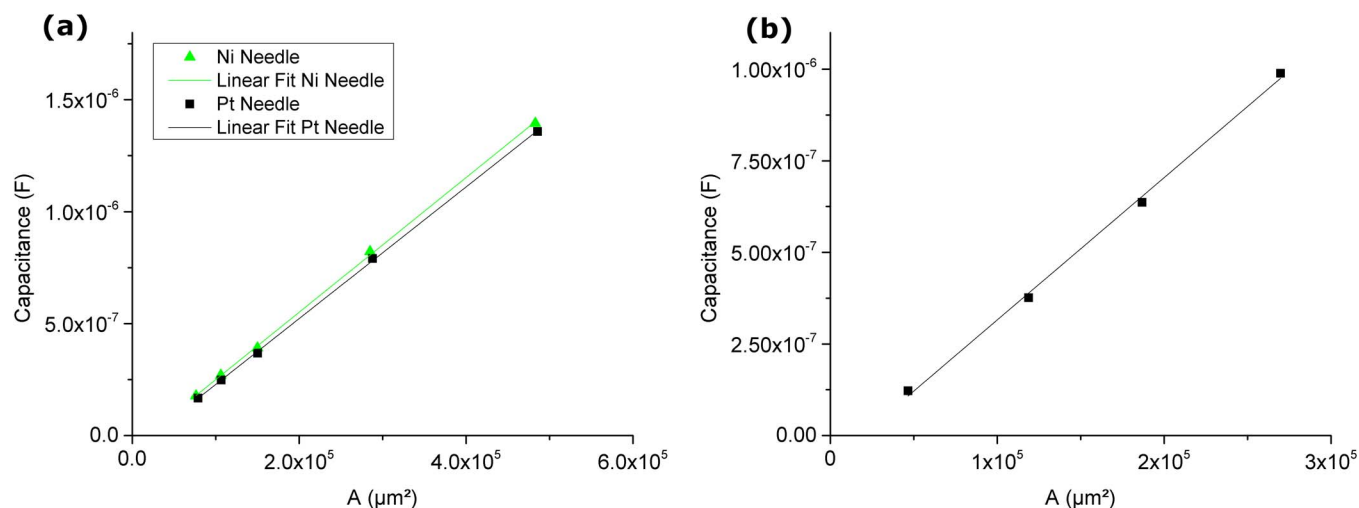 (a)
Ni Needle
Linear Fit Ni Needle
Pt Needle
Linear Fit Pt Needle
1.5x10⁻⁶
1.0x10⁻⁶
5.0x10⁻⁷
0.0
Capacitance (F)
0.0
2.0x10⁵
4.0x10⁵
6.0x10⁵
A (µm²)
(b)
1.00x10⁻⁶
7.50x10⁻⁷
5.00x10⁻⁷
2.50x10⁻⁷
0.00
Capacitance (F)
0
1x10⁵
2x10⁵
3x10⁵
A (µm²)